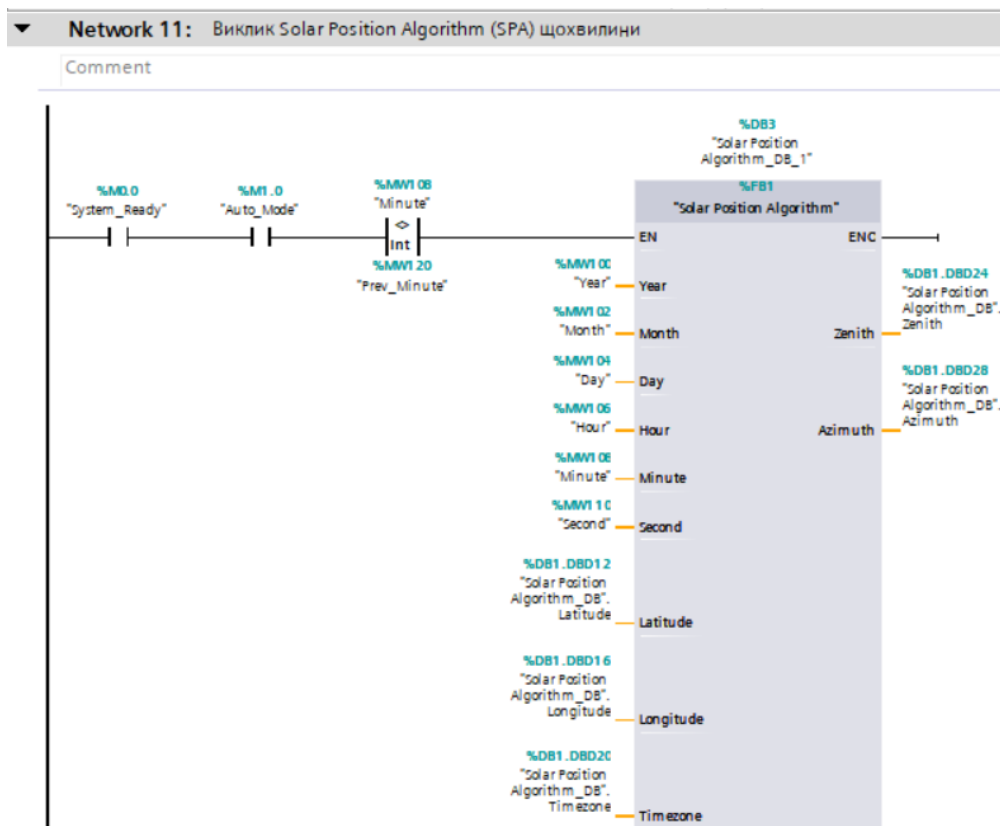 Network 11: Виклик Solar Position Algorithm (SPA) щохвилини
Comment
%DB3
"Solar Position
Algorithm_DB_1"
%M0.0
"System_Ready"
%M1.0
"Auto_Mode"
%MW108
"Minute"
<>
Int
%MW120
"Prev_Minute"
%FB1
"Solar Position Algorithm"
EN
ENO
%MW100
"Year"
Year
%MW102
"Month"
Month
%MW104
"Day"
Day
%MW106
"Hour"
Hour
%MW108
"Minute"
Minute
%MW110
"Second"
Second
%DB1.DBD12
"Solar Position
Algorithm_DB".
Latitude
Latitude
%DB1.DBD16
"Solar Position
Algorithm_DB".
Longitude
Longitude
%DB1.DBD20
"Solar Position
Algorithm_DB".
Timezone
Timezone
Zenith
%DB1.DBD24
"Solar Position
Algorithm_DB".
Zenith
Azimuth
%DB1.DBD28
"Solar Position
Algorithm_DB".
Azimuth